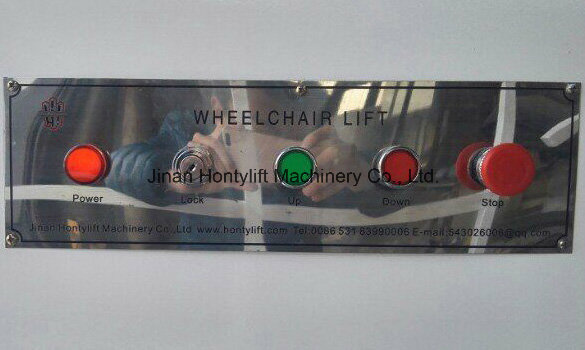 WHEELCHAIR LIFT
Jinan Hontylift Machinery Co., Ltd.
Power Lock Up Down Stop
Jinan Hontylift Machinery Co.,Ltd www.hontylift.com Tel:0086 531 83990006 E-mail:543026006@qq.com